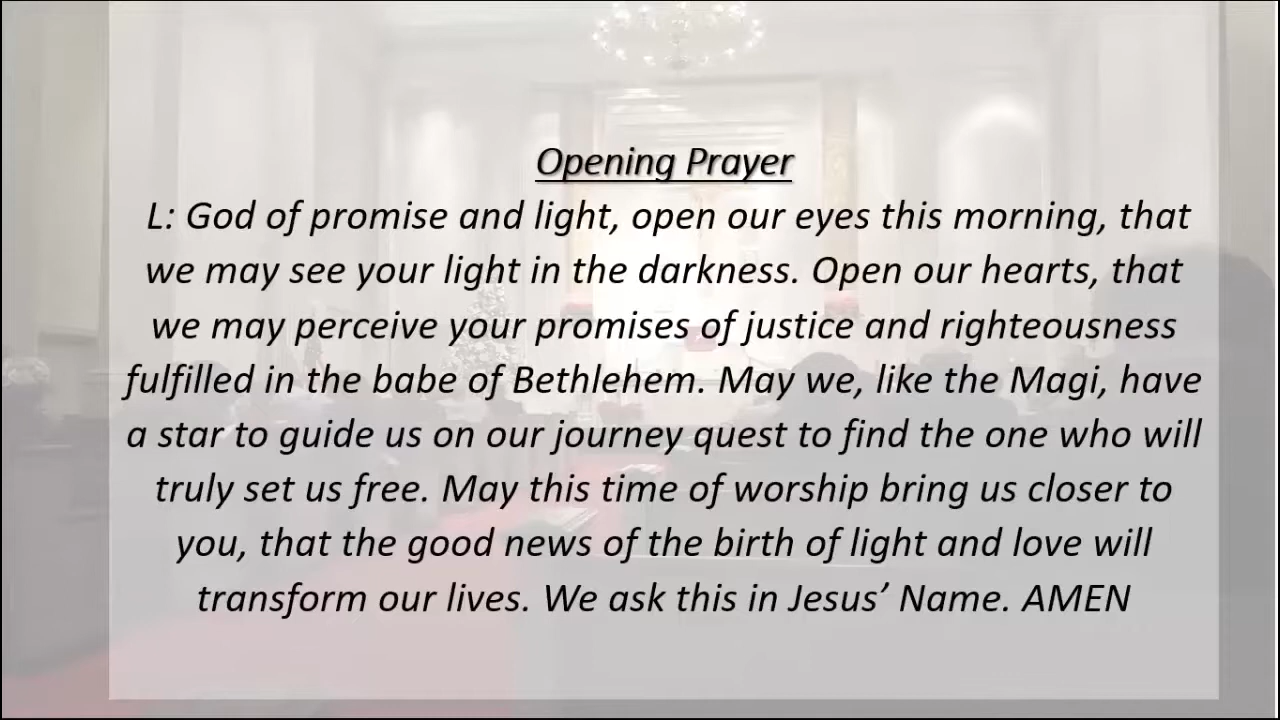 Opening Prayer
L: God of promise and light, open our eyes this morning, that
we may see your light in the darkness. Open our hearts, that
we may perceive your promises of justice and righteousness
fulfilled in the babe of Bethlehem. May we, like the Magi, have
a star to guide us on our journey quest to find the one who will
truly set us free. May this time of worship bring us closer to
you, that the good news of the birth of light and love will
transform our lives. We ask this in Jesus’ Name. AMEN